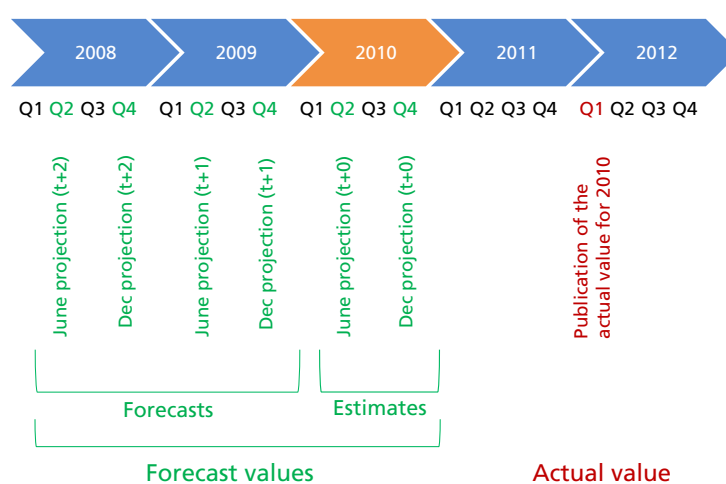 2008 2009 2010 2011 2012
Q1 Q2 Q3 Q4 Q1 Q2 Q3 Q4 Q1 Q2 Q3 Q4 Q1 Q2 Q3 Q4 Q1 Q2 Q3 Q4
June projection (t+2)
Dec projection (t+2)
June projection (t+1)
Dec projection (t+1)
June projection (t+0)
Dec projection (t+0)
Publication of the
actual value for 2010
Forecasts
Estimates
Forecast values
Actual value